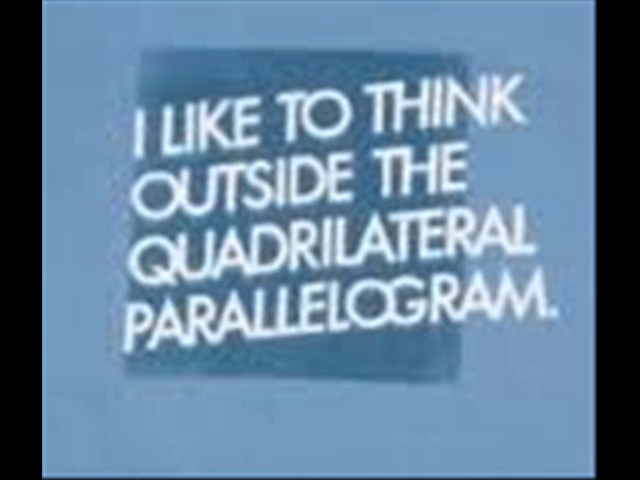 I LIKE TO THINK
OUTSIDE THE
QUADRILATERAL
PARALLELOGRAM.